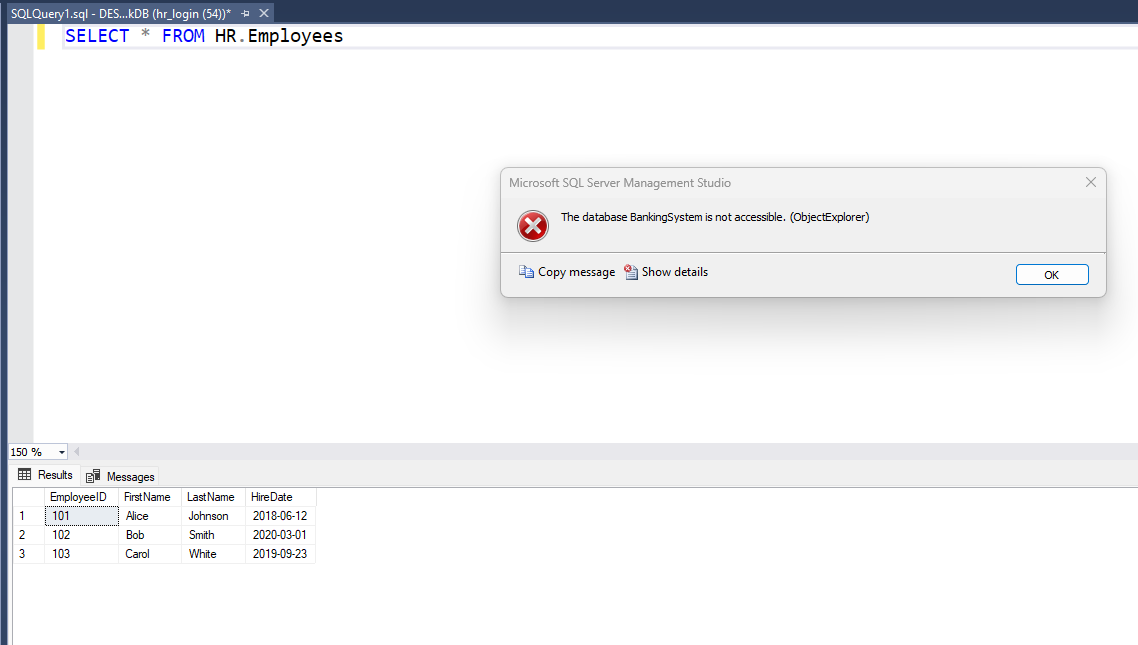 SQLQuery1.sql - DES...kDB (hr_login (54))*
SELECT * FROM HR.Employees
Microsoft SQL Server Management Studio
The database BankingSystem is not accessible. (ObjectExplorer)
Copy message Show details OK
150 %
Results Messages
EmployeeID FirstName LastName HireDate
1 101 Alice Johnson 2018-06-12
2 102 Bob Smith 2020-03-01
3 103 Carol White 2019-09-23